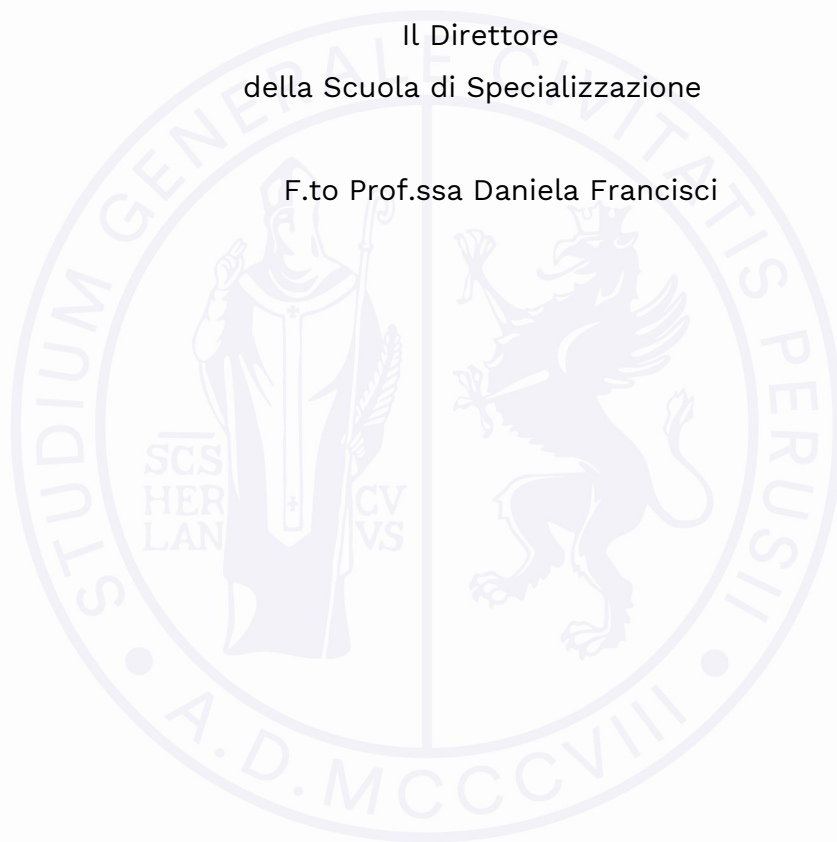 Il Direttore
della Scuola di Specializzazione
F.to Prof.ssa Daniela Francisci
STUDIUM GENERALE CIVITATIS PERUSII
SCS
HER CV
LAN VS
• A.D. MCCCVIII •